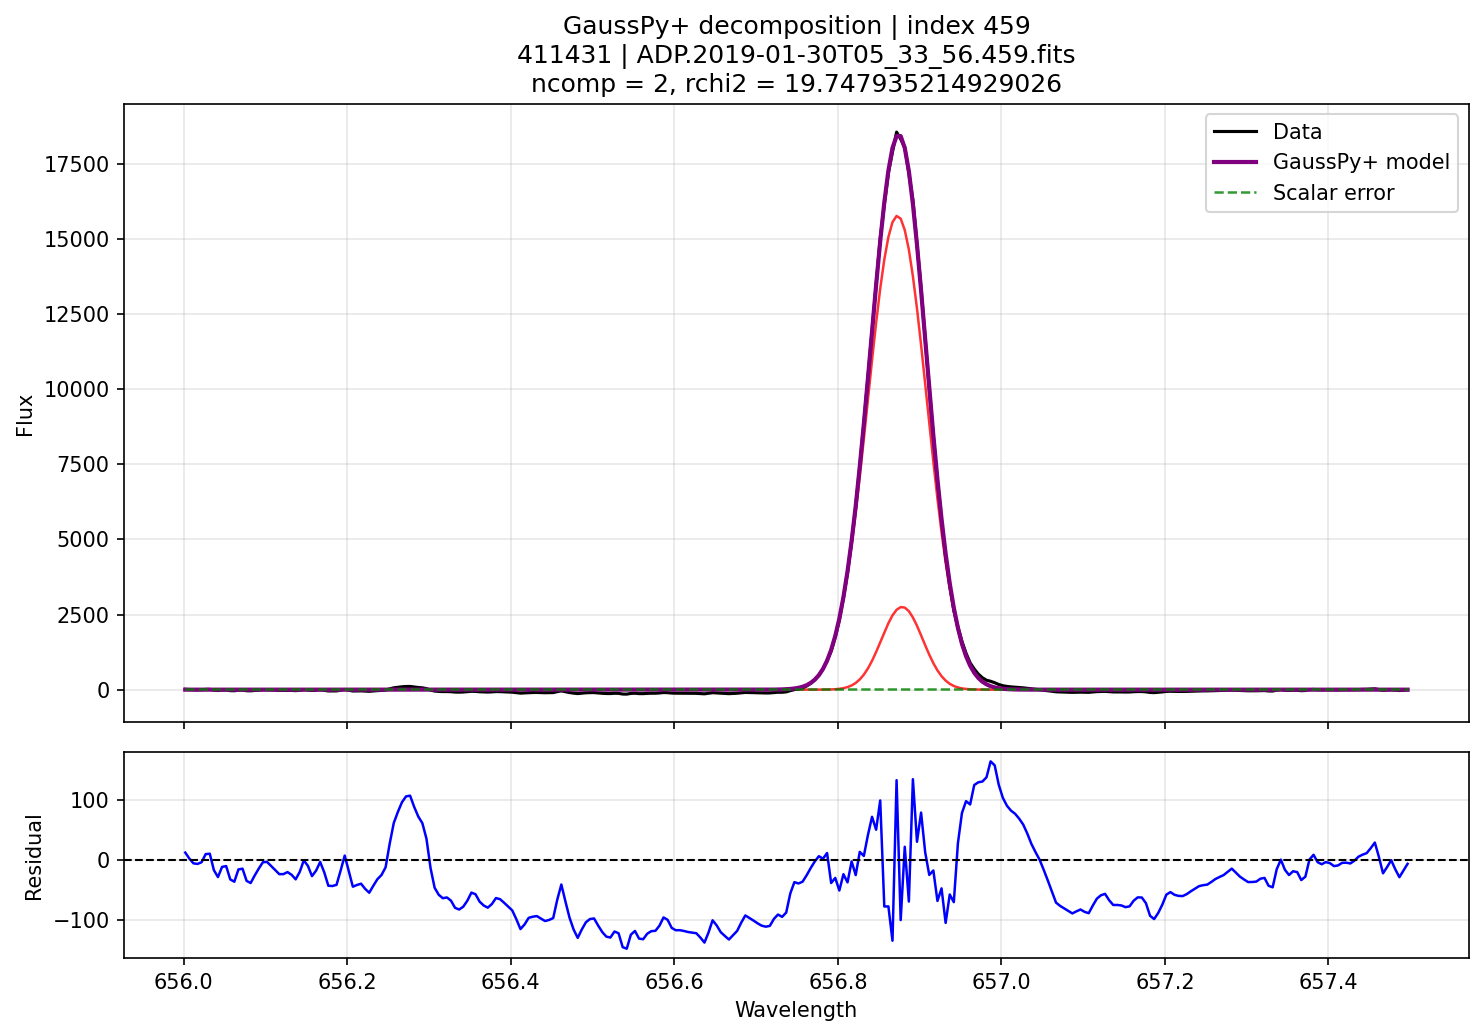 GaussPy+ decomposition | index 459
411431 | ADP.2019-01-30T05_33_56.459.fits
ncomp = 2, rchi2 = 19.747935214929026
Data
GaussPy+ model
Scalar error
17500
15000
12500
10000
7500
5000
2500
0
Flux
100
0
−100
Residual
656.0
656.2
656.4
656.6
656.8
657.0
657.2
657.4
Wavelength